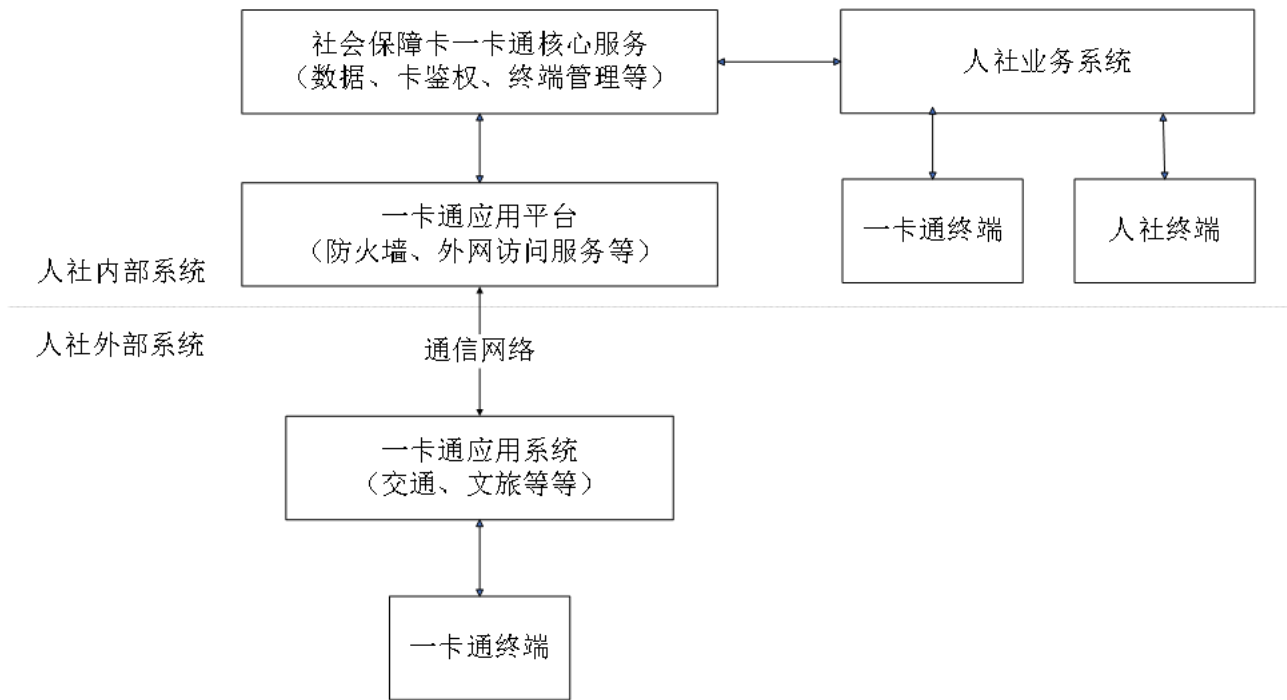 社会保障卡一卡通核心服务
（数据、卡鉴权、终端管理等）
人社业务系统
一卡通应用平台
（防火墙、外网访问服务等）
一卡通终端
人社终端
人社内部系统
人社外部系统
通信网络
一卡通应用系统
（交通、文旅等等）
一卡通终端